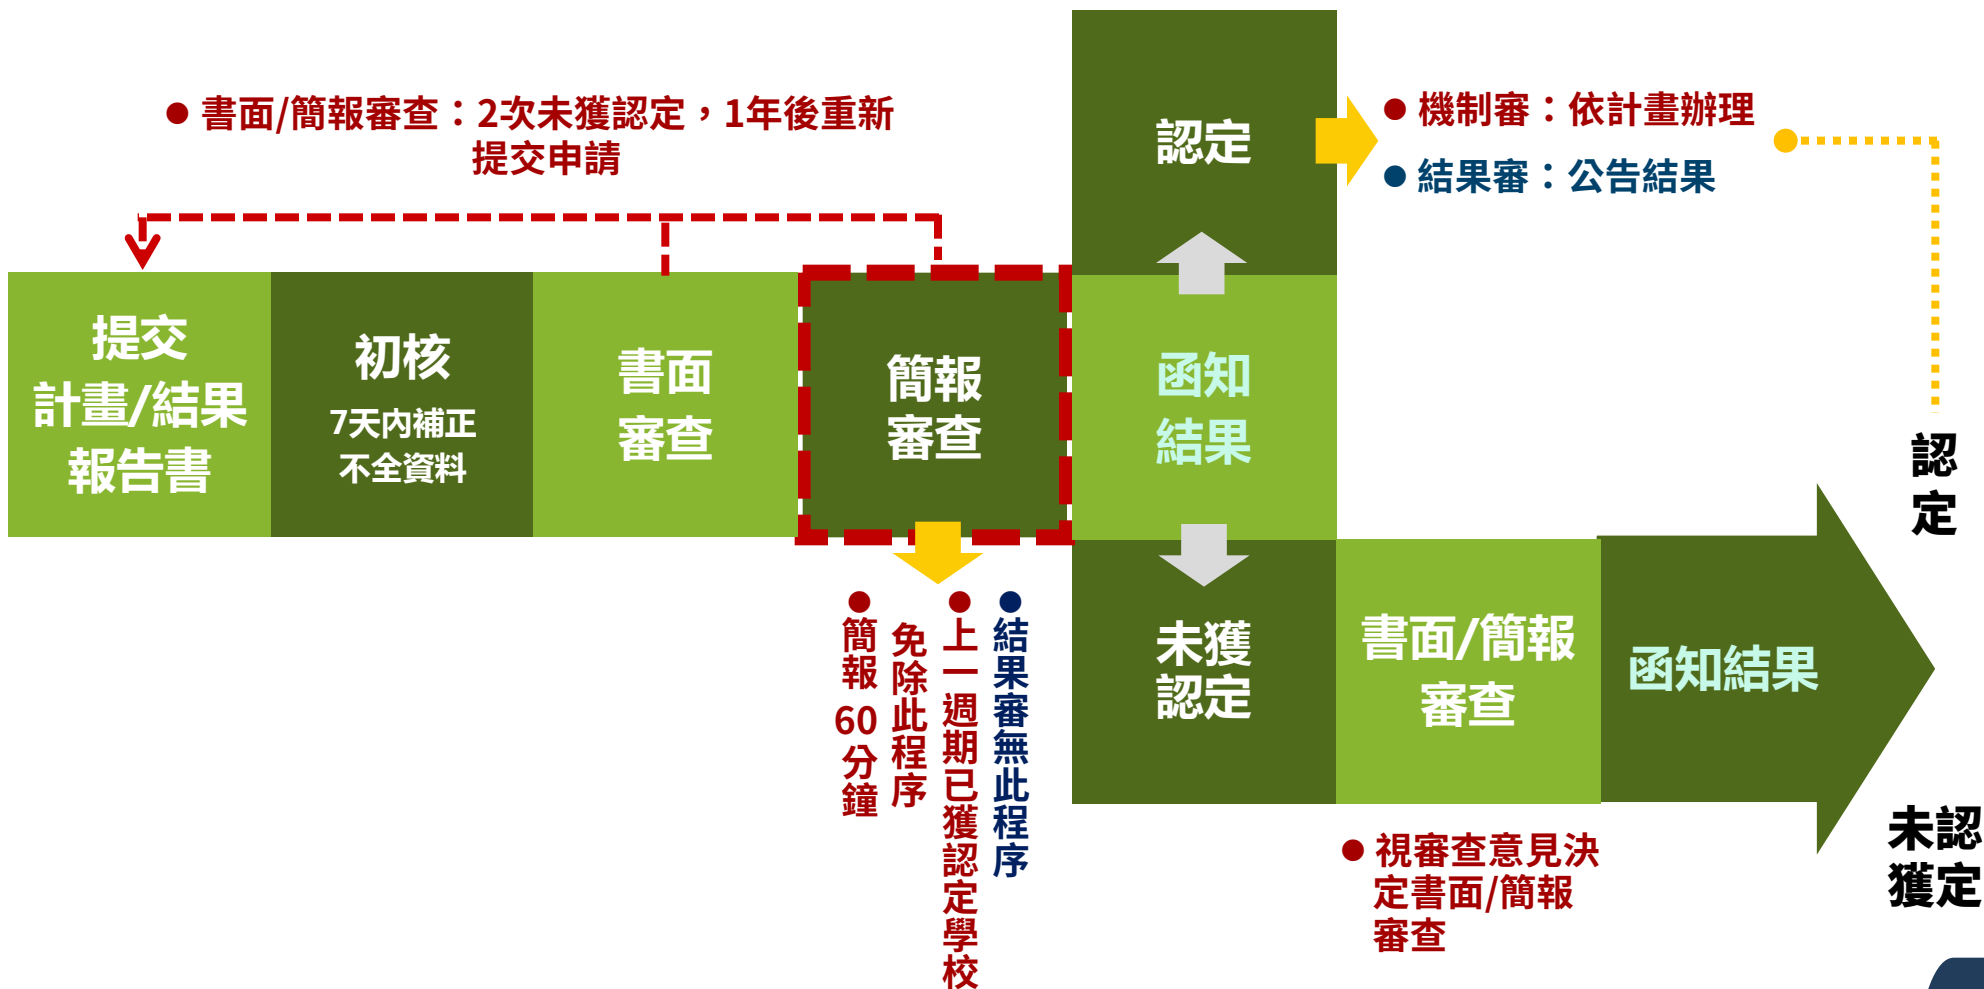 ● 書面/簡報審查：2次未獲認定，1年後重新
提交申請
認定
● 機制審：依計畫辦理
● 結果審：公告結果
提交
計畫/結果
報告書
初核
7天內補正
不全資料
書面
審查
簡報
審查
函知
結果
認
定
● 結果審無此程序
● 上一週期已獲認定學校
免除此程序
● 簡報60分鐘
未獲
認定
書面/簡報
審查
函知結果
● 視審查意見決
定書面/簡報
審查
未認
獲定